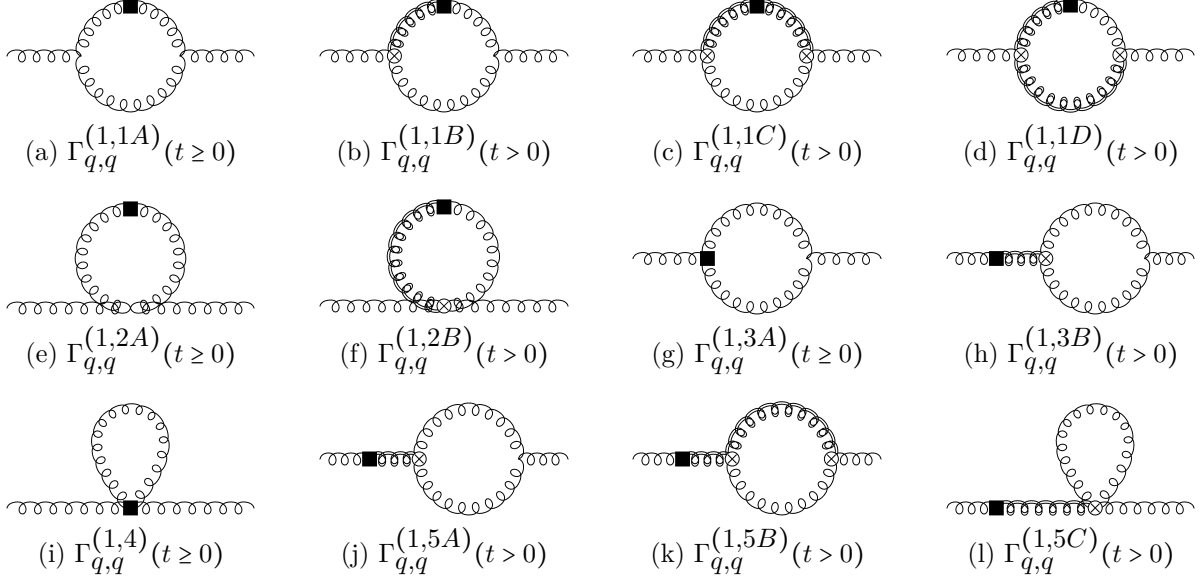 (a) Γ_{q,q}^{(1,1A)}(t ≥ 0) (b) Γ_{q,q}^{(1,1B)}(t > 0) (c) Γ_{q,q}^{(1,1C)}(t > 0) (d) Γ_{q,q}^{(1,1D)}(t > 0)
(e) Γ_{q,q}^{(1,2A)}(t ≥ 0) (f) Γ_{q,q}^{(1,2B)}(t > 0) (g) Γ_{q,q}^{(1,3A)}(t ≥ 0) (h) Γ_{q,q}^{(1,3B)}(t > 0)
(i) Γ_{q,q}^{(1,4)}(t ≥ 0) (j) Γ_{q,q}^{(1,5A)}(t > 0) (k) Γ_{q,q}^{(1,5B)}(t > 0) (l) Γ_{q,q}^{(1,5C)}(t > 0)